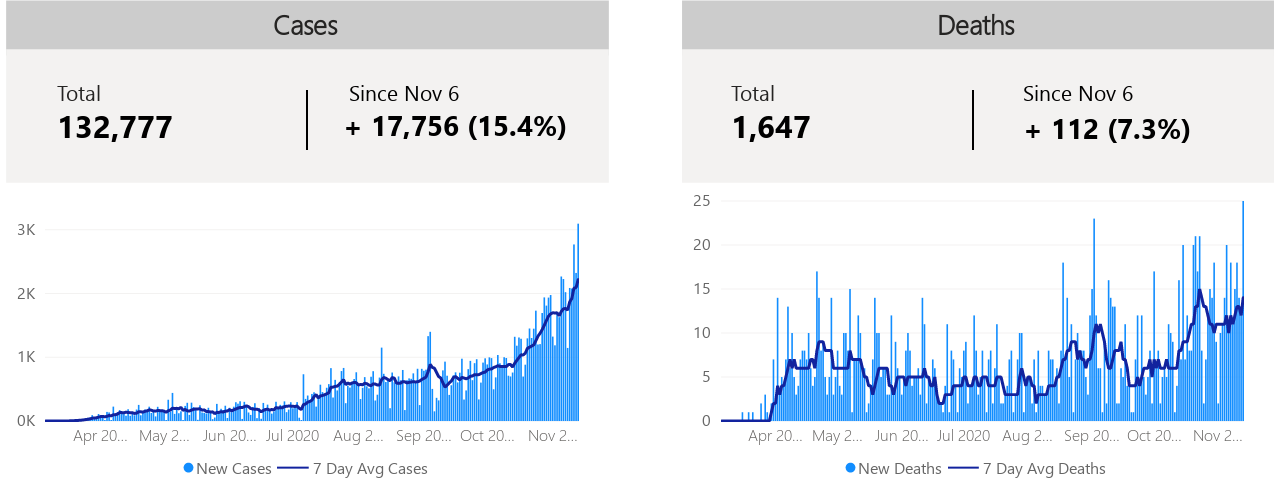 Cases
Total
132,777
Since Nov 6
+ 17,756 (15.4%)
3K
2K
1K
0K
Apr 20... May 2... Jun 20... Jul 2020 Aug 2... Sep 20... Oct 20... Nov 2...
New Cases 7 Day Avg Cases
Deaths
Total
1,647
Since Nov 6
+ 112 (7.3%)
25
20
15
10
5
0
Apr 20... May 2... Jun 20... Jul 2020 Aug 2... Sep 20... Oct 20... Nov 2...
New Deaths 7 Day Avg Deaths